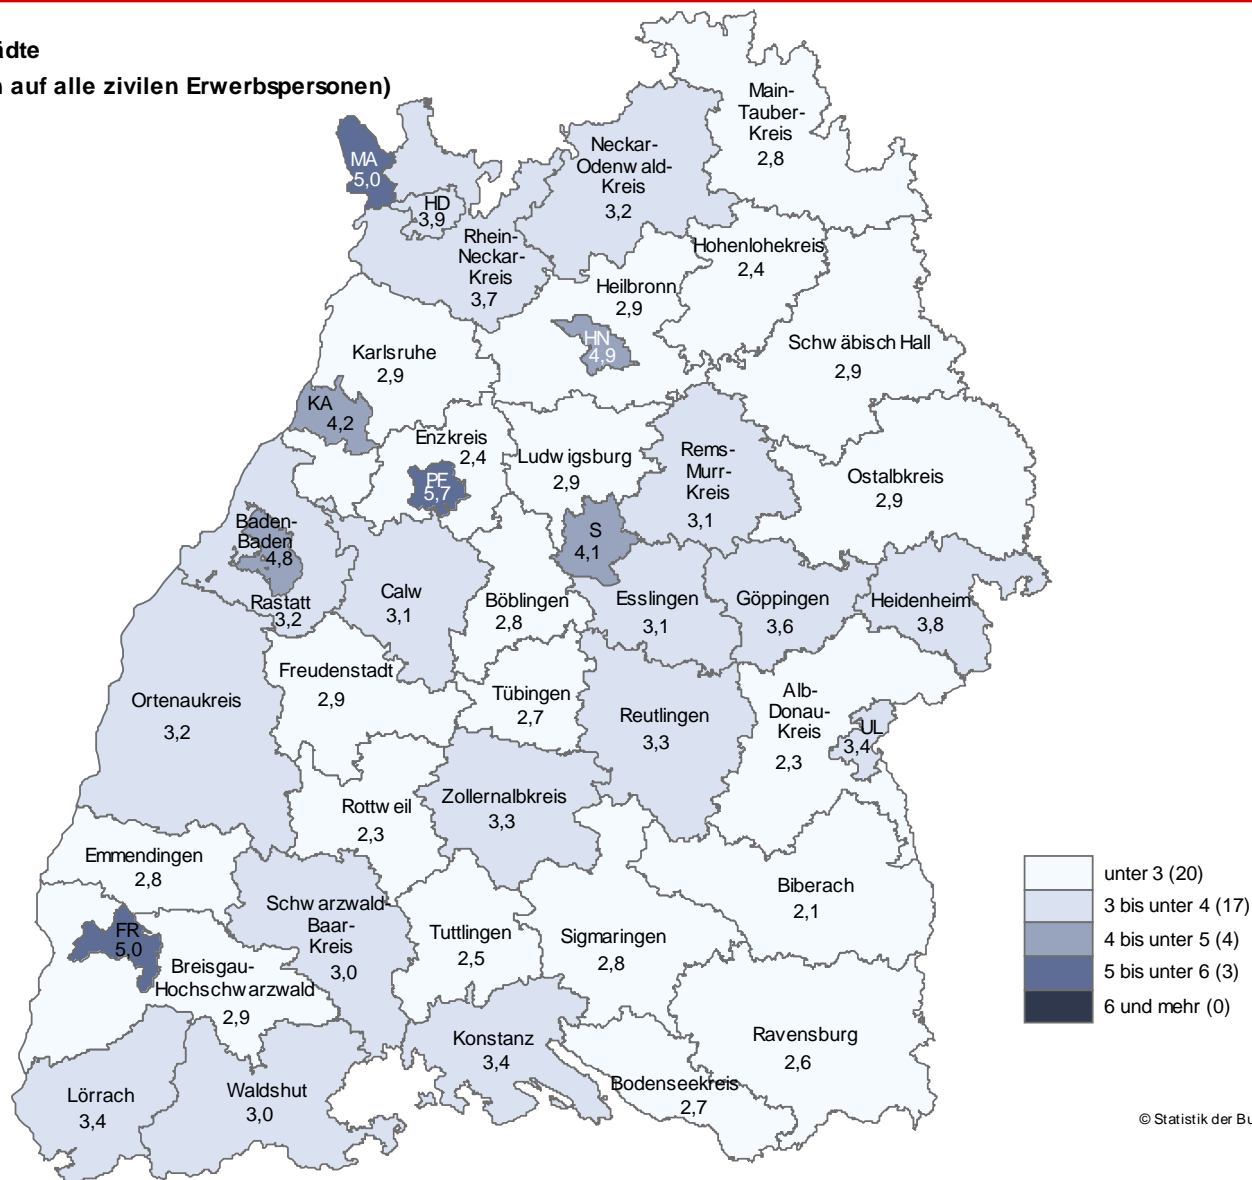 ädte
n auf alle zivilen Erwerbspersonen)
Main-
Tauber-
Kreis
2,8
Neckar-
Odenwald-
Kreis
3,2
MA
5,0
HD
3,9
Rhein-
Neckar-
Kreis
3,7
Hohenlohekreis
2,4
Heilbronn
2,9
HN
4,9
Schwäbisch Hall
2,9
Karlsruhe
2,9
KA
4,2
Enzkreis
2,4
PF
5,7
Ludwigsburg
2,9
Rems-
Murr-
Kreis
3,1
Ostalbkreis
2,9
Baden-
Baden
4,8
S
4,1
Rastatt
3,2
Calw
3,1
Böblingen
2,8
Esslingen
3,1
Göppingen
3,6
Heidenheim
3,8
Freudenstadt
2,9
Ortenaukreis
3,2
Tübingen
2,7
Reutlingen
3,3
Alb-
Donau-
Kreis
2,3
UL
3,4
Rottweil
2,3
Zollernalbkreis
3,3
Emmendingen
2,8
Biberach
2,1
Schwarzwald-
Baar-
Kreis
3,0
FR
5,0
Tuttlingen
2,5
Sigmaringen
2,8
Breisgau-
Hochschwarzwald
2,9
Konstanz
3,4
Ravensburg
2,6
Bodenseekreis
2,7
Lörrach
3,4
Waldshut
3,0
unter 3 (20)
3 bis unter 4 (17)
4 bis unter 5 (4)
5 bis unter 6 (3)
6 und mehr (0)
© Statistik der Bu